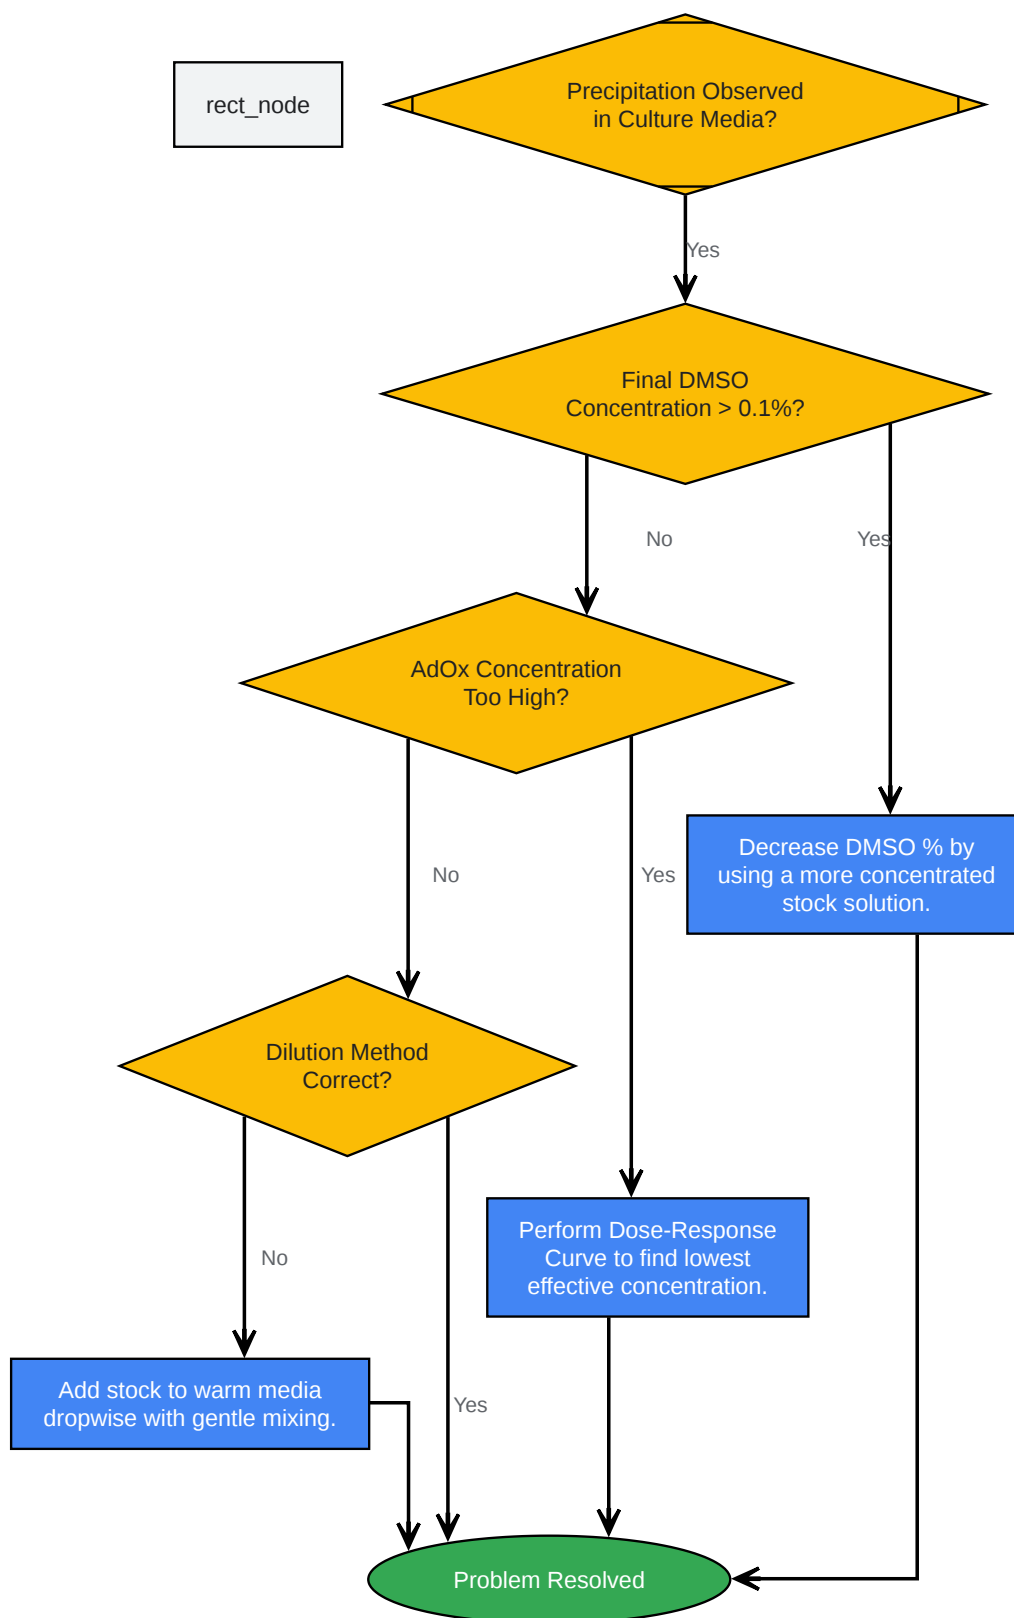 rect_node
Precipitation Observed
in Culture Media?
Yes
Final DMSO
Concentration > 0.1%?
No
Yes
AdOx Concentration
Too High?
Decrease DMSO % by
using a more concentrated
stock solution.
No
Yes
Dilution Method
Correct?
Perform Dose-Response
Curve to find lowest
effective concentration.
No
Add stock to warm media
dropwise with gentle mixing.
Yes
Problem Resolved